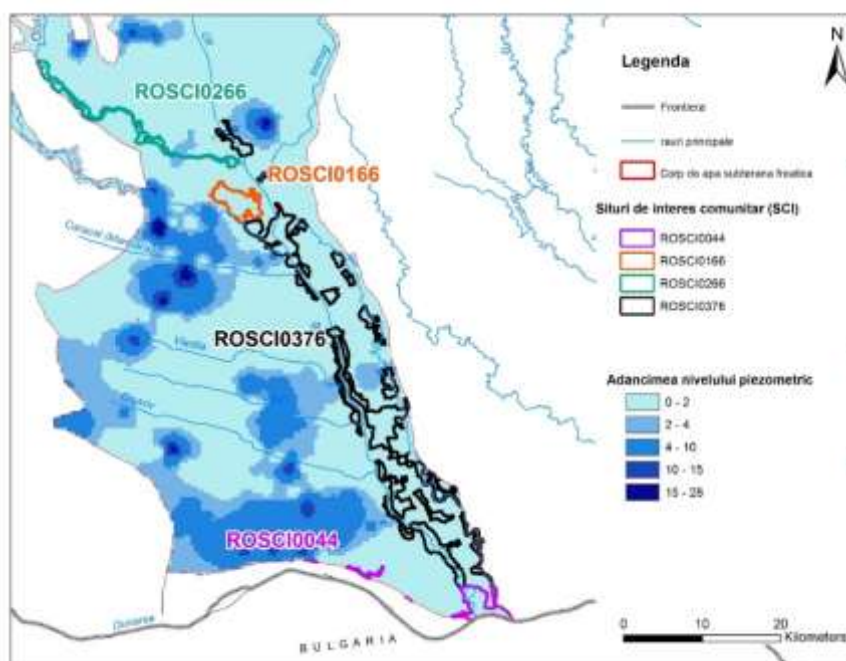 ROSCI0266
ROSCI0166
ROSCI0376
ROSCI0044
Caracal
Dunarea
BULGARIA
N
Legenda
Frontiera
rauri principale
Corp de apa subterana freatica
Situri de interes comunitar (SCI)
ROSCI0044
ROSCI0166
ROSCI0266
ROSCI0376
Adancimea nivelului piezometric
0 - 2
2 - 4
4 - 10
10 - 15
15 - 28
0 10 20
Kilometers